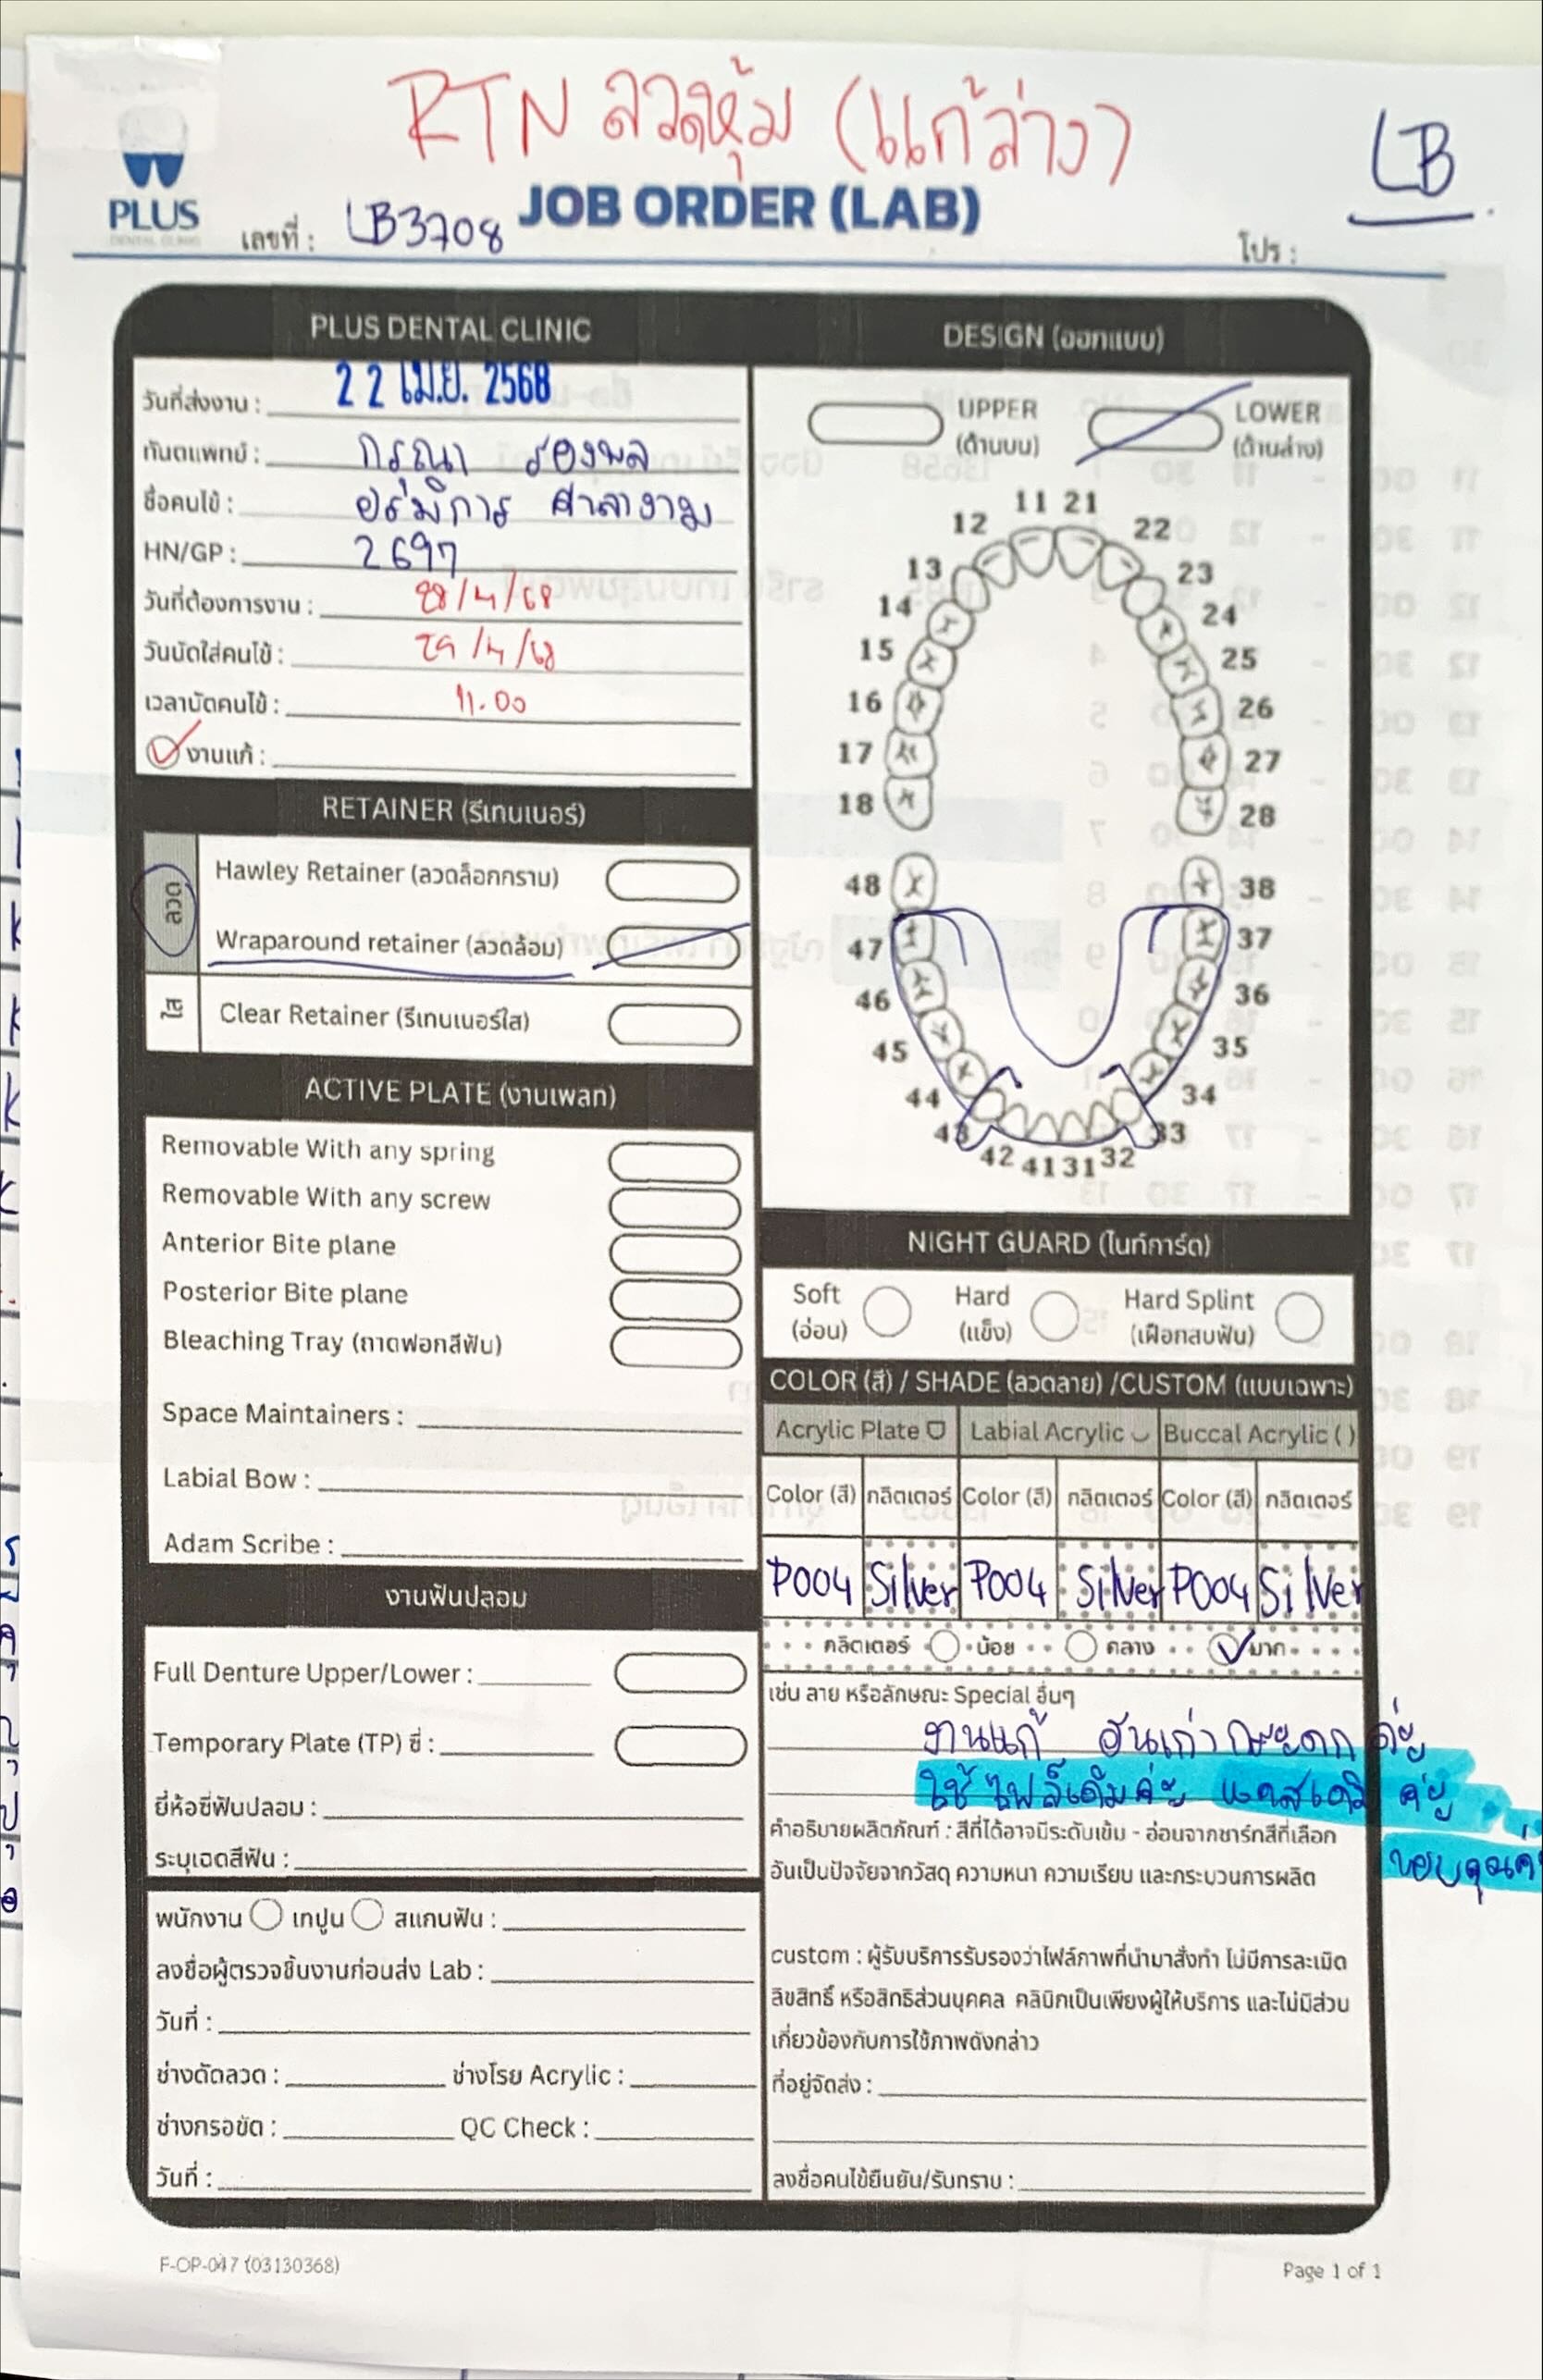 RTN ลวดหุ้ม (แก้ล่าง)
LB
PLUS
DENTAL CLINIC
เลขที่ : LB3708
JOB ORDER (LAB)
โปร :
PLUS DENTAL CLINIC
วันที่ส่งงาน : 22 เม.ย. 2568
ทันตแพทย์ : กรุณา รองพล
ชื่อคนไข้ : อรมิการ ศาลางาม
HN/GP : 2697
วันที่ต้องการงาน : 28/4/68
วันนัดใส่คนไข้ : 29/4/68
เวลานัดคนไข้ : 11.00
งานแก้ :
RETAINER (รีเทนเนอร์)
ลวด
Hawley Retainer (ลวดล็อกกราม)
Wraparound retainer (ลวดล้อม)
ใส
Clear Retainer (รีเทนเนอร์ใส)
ACTIVE PLATE (งานเพลท)
Removable With any spring
Removable With any screw
Anterior Bite plane
Posterior Bite plane
Bleaching Tray (ถาดฟอกสีฟัน)
Space Maintainers :
Labial Bow :
Adam Scribe :
งานฟันปลอม
Full Denture Upper/Lower :
Temporary Plate (TP) ซี่ :
ยี่ห้อซี่ฟันปลอม :
ระบุเฉดสีฟัน :
พนักงาน เทปูน สแกนฟัน :
ลงชื่อผู้ตรวจชิ้นงานก่อนส่ง Lab :
วันที่ :
ช่างดัดลวด : ช่างโรย Acrylic :
ช่างกรอขัด : QC Check :
วันที่ :
DESIGN (ออกแบบ)
UPPER (ด้านบน)
LOWER (ด้านล่าง)
11 21
12 22
13 23
14 24
15 25
16 26
17 27
18 28
48 38
47 37
46 36
45 35
44 34
43 33
42 41 31 32
NIGHT GUARD (ไนท์การ์ด)
Soft (อ่อน)
Hard (แข็ง)
Hard Splint (เฝือกสบฟัน)
COLOR (สี) / SHADE (ลวดลาย) /CUSTOM (แบบเฉพาะ)
Acrylic Plate Labial Acrylic Buccal Acrylic ( )
Color (สี) กลิตเตอร์ Color (สี) กลิตเตอร์ Color (สี) กลิตเตอร์
P004 Silver P004 Silver P004 Silver
กลิตเตอร์ น้อย กลาง มาก
เช่น ลาย หรือลักษณะ Special อื่นๆ
งานแก้ อันเก่ากระดก ค่ะ
ใช้ไฟล์เดิมค่ะ เคสเดิม ค่ะ
ขอบคุณค่ะ
คำอธิบายผลิตภัณฑ์ : สีที่ได้อาจมีระดับเข้ม - อ่อนจากชาร์ทสีที่เลือก
อันเป็นปัจจัยจากวัสดุ ความหนา ความเรียบ และกระบวนการผลิต
custom : ผู้รับบริการรับรองว่าไฟล์ภาพที่นำมาสั่งทำ ไม่มีการละเมิด
ลิขสิทธิ์ หรือสิทธิส่วนบุคคล คลินิกเป็นเพียงผู้ให้บริการ และไม่มีส่วน
เกี่ยวข้องกับการใช้ภาพดังกล่าว
ที่อยู่จัดส่ง :
ลงชื่อคนไข้ยืนยัน/รับทราบ :
F-OP-047 (03130368)
Page 1 of 1